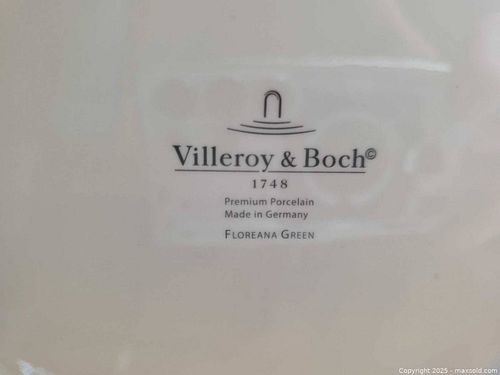 Villeroy & Boch©
1748
Premium Porcelain
Made in Germany
FLOREANA GREEN
Copyright 2025 - maxsold.com